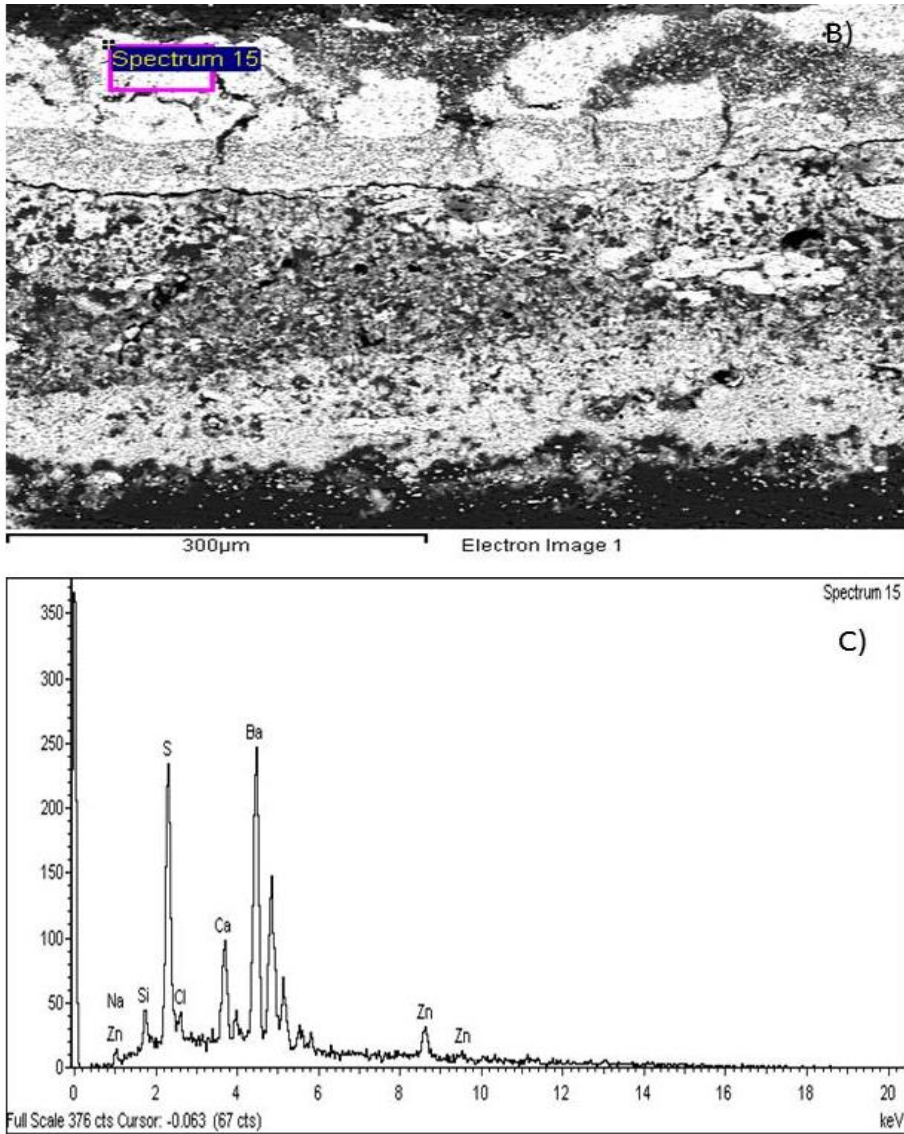 B)
Spectrum 15
300µm Electron Image 1
Spectrum 15
C)
350
300
250
200
150
100
50
0
S
Ba
Ca
Na
Zn
Si
Cl
Zn
Zn
0 2 4 6 8 10 12 14 16 18 20
Full Scale 376 cts Cursor: -0.063 (67 cts) keV